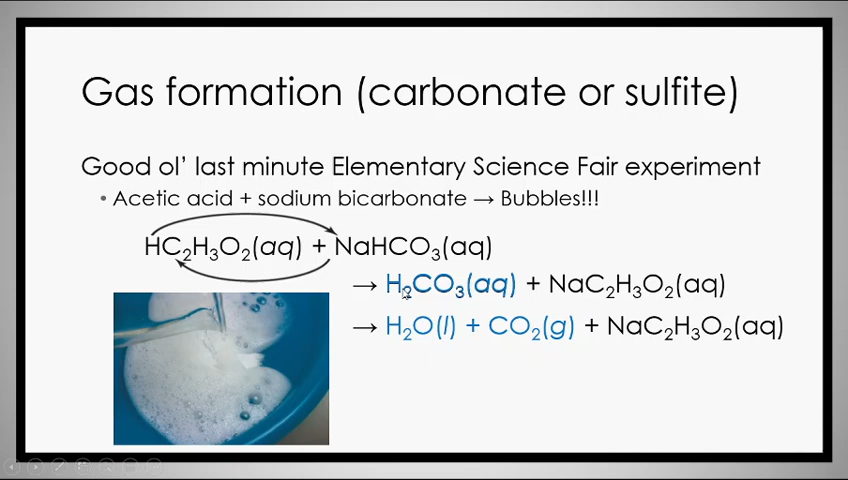 Gas formation (carbonate or sulfite)
Good ol’ last minute Elementary Science Fair experiment
• Acetic acid + sodium bicarbonate → Bubbles!!!
HC₂H₃O₂(aq) + NaHCO₃(aq)
→ H₂CO₃(aq) + NaC₂H₃O₂(aq)
→ H₂O(l) + CO₂(g) + NaC₂H₃O₂(aq)